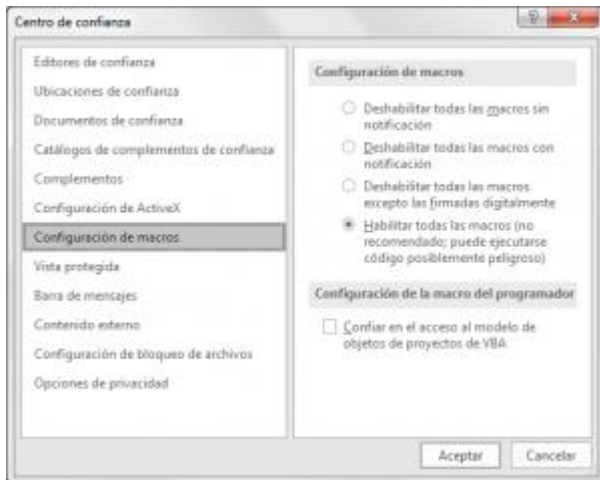 Centro de confianza
Editores de confianza
Ubicaciones de confianza
Documentos de confianza
Catálogos de complementos de confianza
Complementos
Configuración de ActiveX
Configuración de macros
Vista protegida
Barra de mensajes
Contenido externo
Configuración de bloqueo de archivos
Opciones de privacidad
Configuración de macros
Deshabilitar todas las macros sin
notificación
Deshabilitar todas las macros con
notificación
Deshabilitar todas las macros
excepto las firmadas digitalmente
Habilitar todas las macros (no
recomendado; puede ejecutarse
código posiblemente peligroso)
Configuración de la macro del programador
Confiar en el acceso al modelo de
objetos de proyectos de VBA
Aceptar
Cancelar